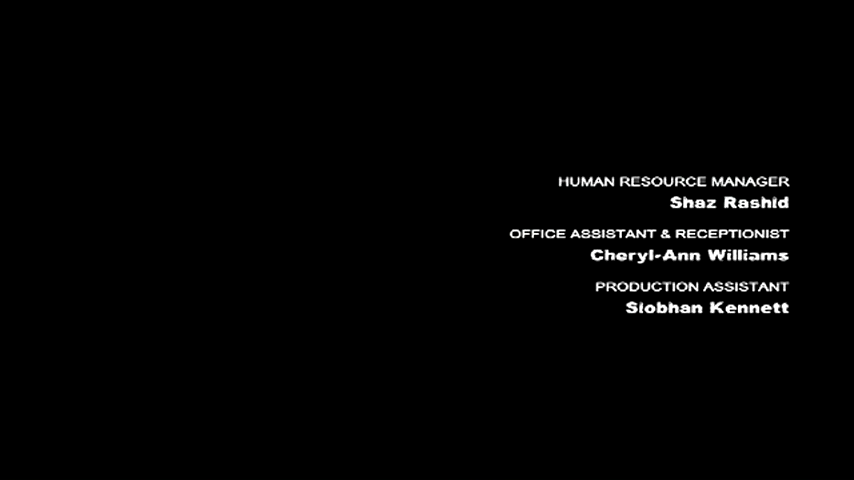 HUMAN RESOURCE MANAGER
Shaz Rashid
OFFICE ASSISTANT & RECEPTIONIST
Cheryl-Ann Williams
PRODUCTION ASSISTANT
Siobhan Kennett